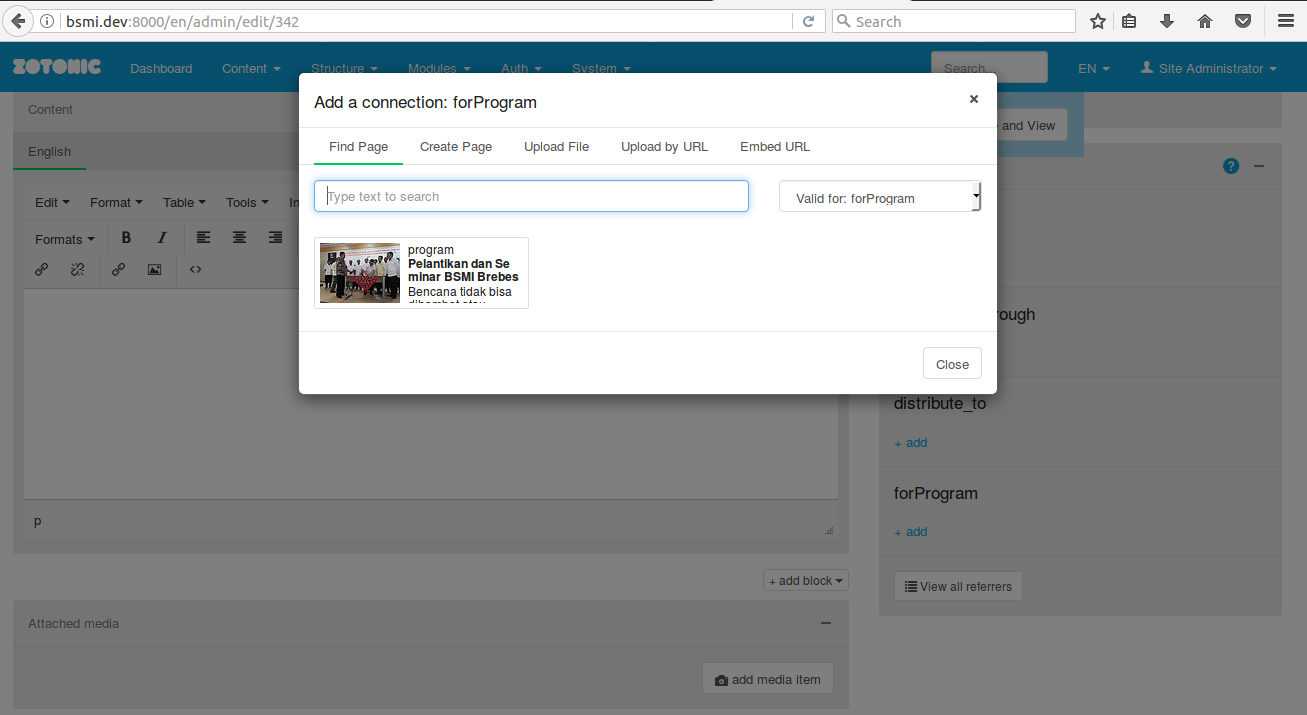 bsmi.dev:8000/en/admin/edit/342
Search
ZOTONIC
Dashboard
Content
Structure
Modules
Auth
System
Search...
EN
Site Administrator
Content
and View
English
Edit
Format
Table
Tools
In
Formats
B
I
<>
p
+ add block
Attached media
add media item
Add a connection: forProgram
×
Find Page
Create Page
Upload File
Upload by URL
Embed URL
Type text to search
Valid for: forProgram
program
Pelantikan dan Se
minar BSMI Brebes
Bencana tidak bisa
Close
?
rough
distribute_to
+ add
forProgram
+ add
View all referrers